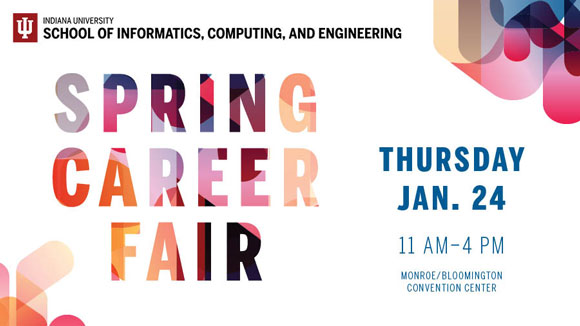 INDIANA UNIVERSITY
SCHOOL OF INFORMATICS, COMPUTING, AND ENGINEERING
SPRING
CAREER
FAIR
THURSDAY
JAN. 24
11 AM–4 PM
MONROE/BLOOMINGTON
CONVENTION CENTER